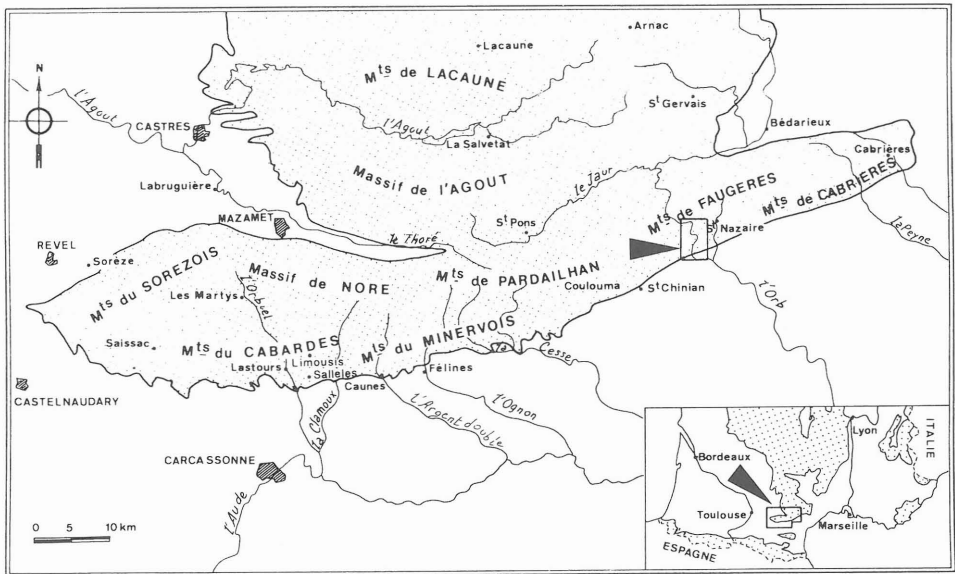 Arnac
Lacaune
Mts de LACAUNE
N
l'Agout
St Gervais
CASTRES
l'Agout
Bédarieux
La Salvetat
Cabrières
Massif de l'AGOUT
Labruguière
le Jaur
Mts de FAUGERES
Mts de CABRIERES
MAZAMET
St Pons
St Nazaire
la Peyne
REVEL
le Thoré
Sorèze
Mts du SOREZOIS
Massif de NORE
Mts de PARDAILHAN
Coulouma
St Chinian
l'Orb
Les Martys
l'Orbiel
Saissac
Mts du CABARDES
Mts du MINERVOIS
la Cesse
Limousis
Lastours
Salleles
Félines
Caunes
CASTELNAUDARY
la Clamoux
l'Argent double
l'Ognon
CARCASSONNE
l'Aude
0 5 10 km
Lyon
ITALIE
Bordeaux
Toulouse
Marseille
ESPAGNE